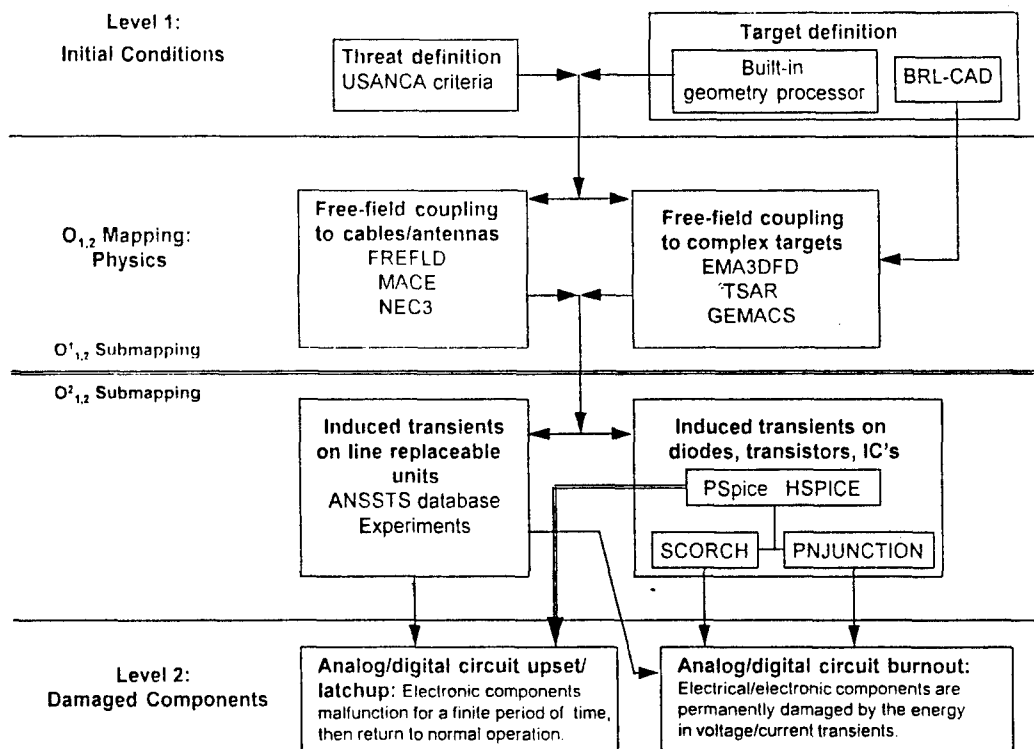 Level 1:
Initial Conditions
Threat definition
USANCA criteria
Target definition
Built-in
geometry processor
BRL-CAD
O1,2 Mapping:
Physics
Free-field coupling
to cables/antennas
FREFLD
MACE
NEC3
Free-field coupling
to complex targets
EMA3DFD
TSAR
GEMACS
O¹1,2 Submapping
O²1,2 Submapping
Induced transients
on line replaceable
units
ANSSTS database
Experiments
Induced transients on
diodes, transistors, IC's
PSpice HSPICE
SCORCH
PNJUNCTION
Level 2:
Damaged Components
Analog/digital circuit upset/
latchup: Electronic components
malfunction for a finite period of time,
then return to normal operation.
Analog/digital circuit burnout:
Electrical/electronic components are
permanently damaged by the energy
in voltage/current transients.